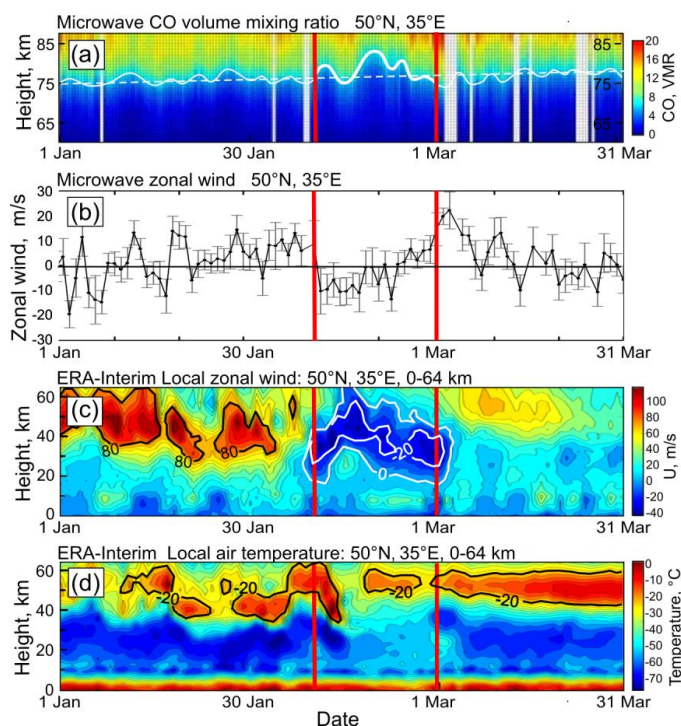 Microwave CO volume mixing ratio 50°N, 35°E
(a)
Height, km
85
75
65
85
75
65
20
16
12
8
4
0
CO, VMR
1 Jan 30 Jan 1 Mar 31 Mar
Microwave zonal wind 50°N, 35°E
(b)
Zonal wind, m/s
30
20
10
0
-10
-20
-30
1 Jan 30 Jan 1 Mar 31 Mar
ERA-Interim Local zonal wind: 50°N, 35°E, 0-64 km
(c)
Height, km
60
40
20
0
80
80
80
-20
0
100
80
60
40
20
0
-20
-40
U, m/s
1 Jan 30 Jan 1 Mar 31 Mar
ERA-Interim Local air temperature: 50°N, 35°E, 0-64 km
(d)
Height, km
60
40
20
0
-20
-20
-20
-20
-20
0
-10
-20
-30
-40
-50
-60
-70
Temperature, °C
1 Jan 30 Jan 1 Mar 31 Mar
Date